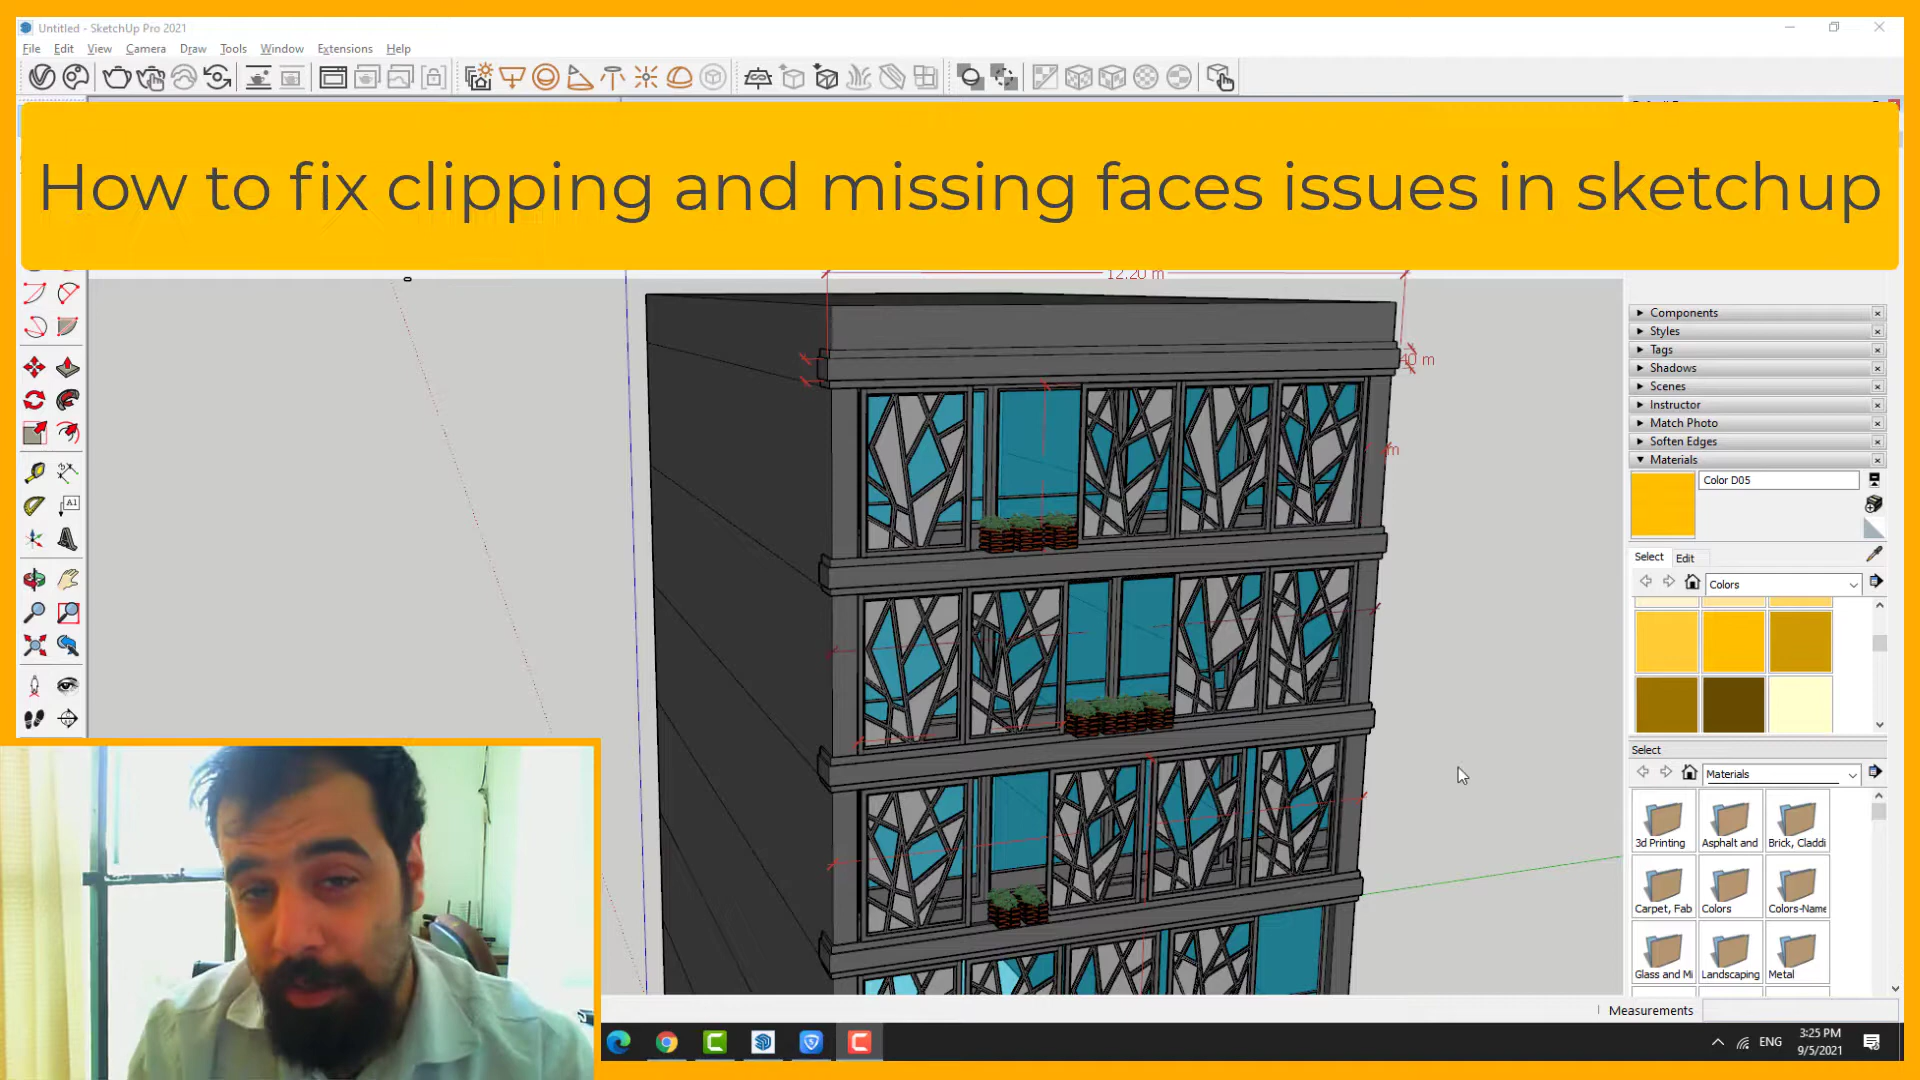 Untitled - SketchUp Pro 2021
File Edit View Camera Draw Tools Window Extensions Help
How to fix clipping and missing faces issues in sketchup
12.20 m
40 m
m
Components
Styles
Tags
Shadows
Scenes
Instructor
Match Photo
Soften Edges
Materials
Color D05
Select Edit
Colors
Select
Materials
3d Printing Asphalt and Brick, Claddi
Carpet, Fab Colors Colors-Name
Glass and Mi Landscaping Metal
Measurements
ENG
3:25 PM
9/5/2021